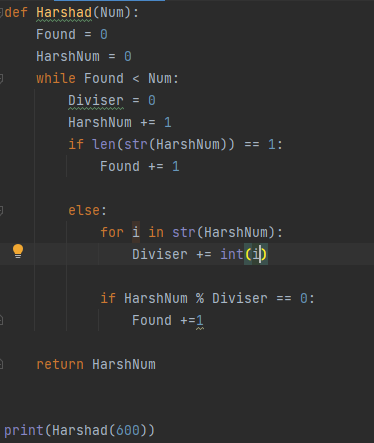 def Harshad(Num):
    Found = 0
    HarshNum = 0
    while Found < Num:
        Diviser = 0
        HarshNum += 1
        if len(str(HarshNum)) == 1:
            Found += 1

        else:
            for i in str(HarshNum):
                Diviser += int(i)

            if HarshNum % Diviser == 0:
                Found +=1

    return HarshNum


print(Harshad(600))